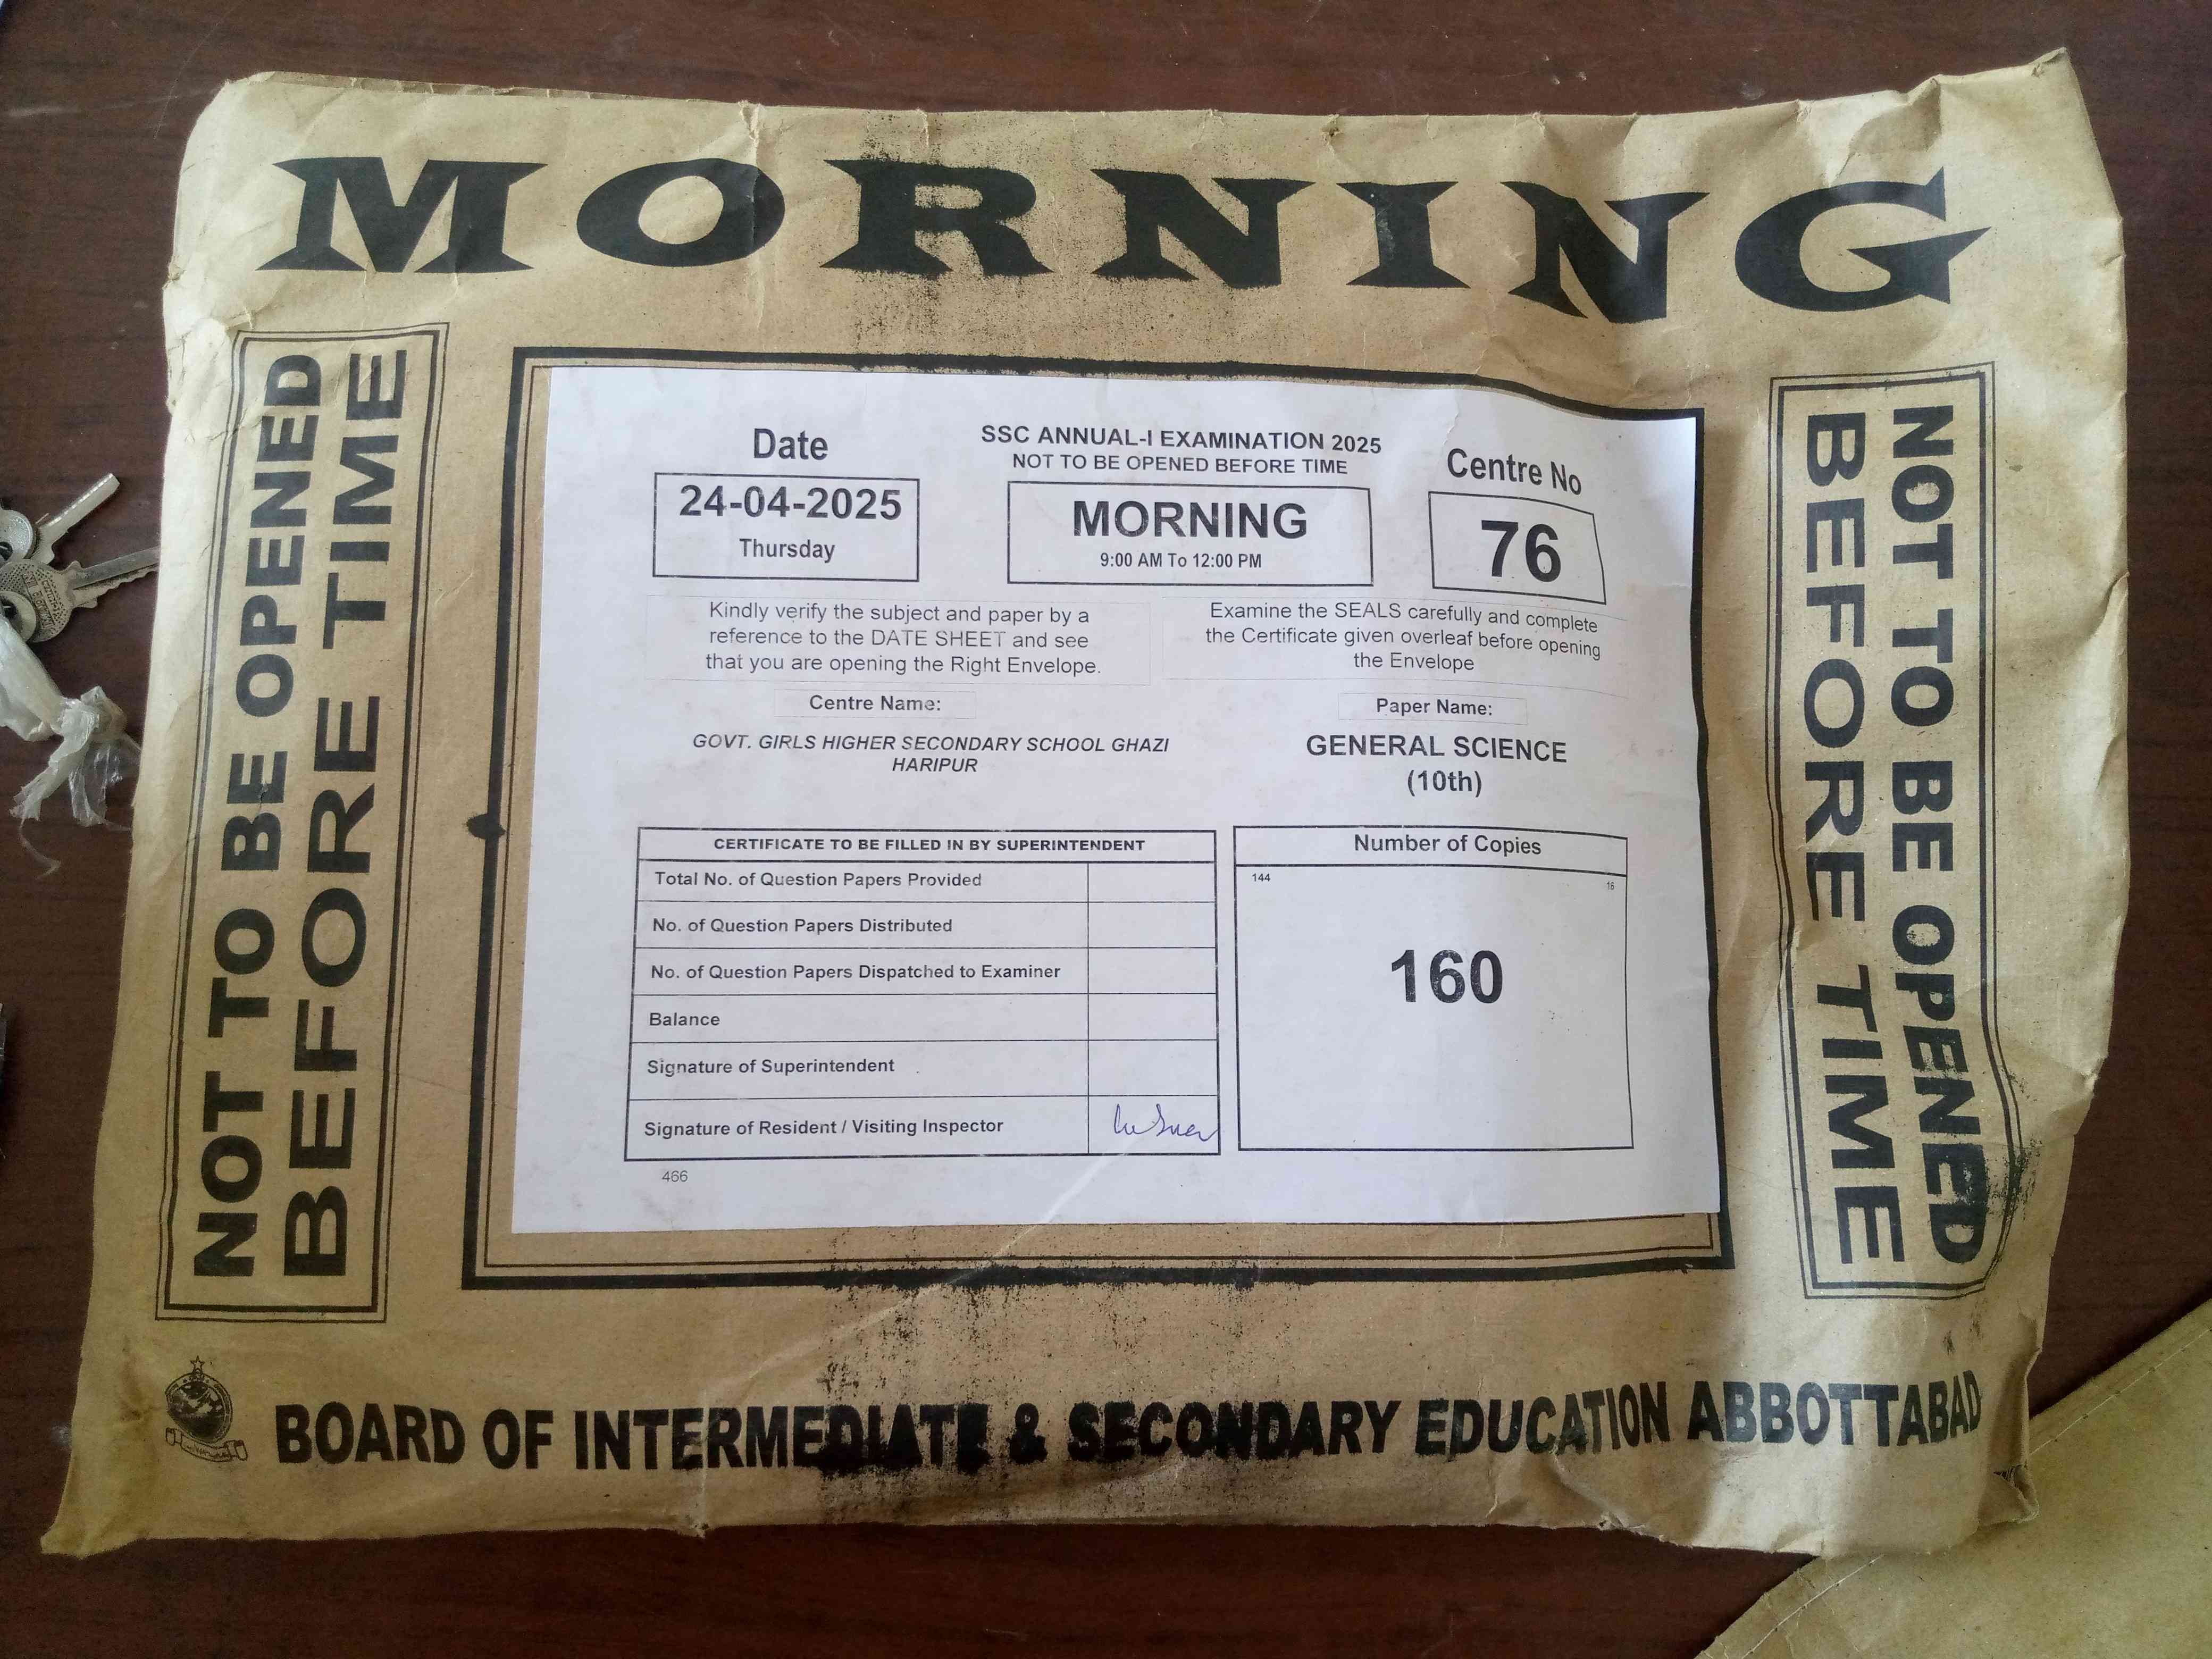 MORNING
NOT TO BE OPENED
BEFORE TIME
Date
24-04-2025
Thursday
SSC ANNUAL-I EXAMINATION 2025
NOT TO BE OPENED BEFORE TIME
MORNING
9:00 AM To 12:00 PM
Centre No
76
Kindly verify the subject and paper by a
reference to the DATE SHEET and see
that you are opening the Right Envelope.
Examine the SEALS carefully and complete
the Certificate given overleaf before opening
the Envelope
Centre Name:
GOVT. GIRLS HIGHER SECONDARY SCHOOL GHAZI
HARIPUR
Paper Name:
GENERAL SCIENCE
(10th)
CERTIFICATE TO BE FILLED IN BY SUPERINTENDENT
Total No. of Question Papers Provided
No. of Question Papers Distributed
No. of Question Papers Dispatched to Examiner
Balance
Signature of Superintendent
Signature of Resident / Visiting Inspector
466
Number of Copies
144 16
160
NOT TO BE OPENED
BEFORE TIME
BOARD OF INTERMEDIATE & SECONDARY EDUCATION ABBOTTABAD